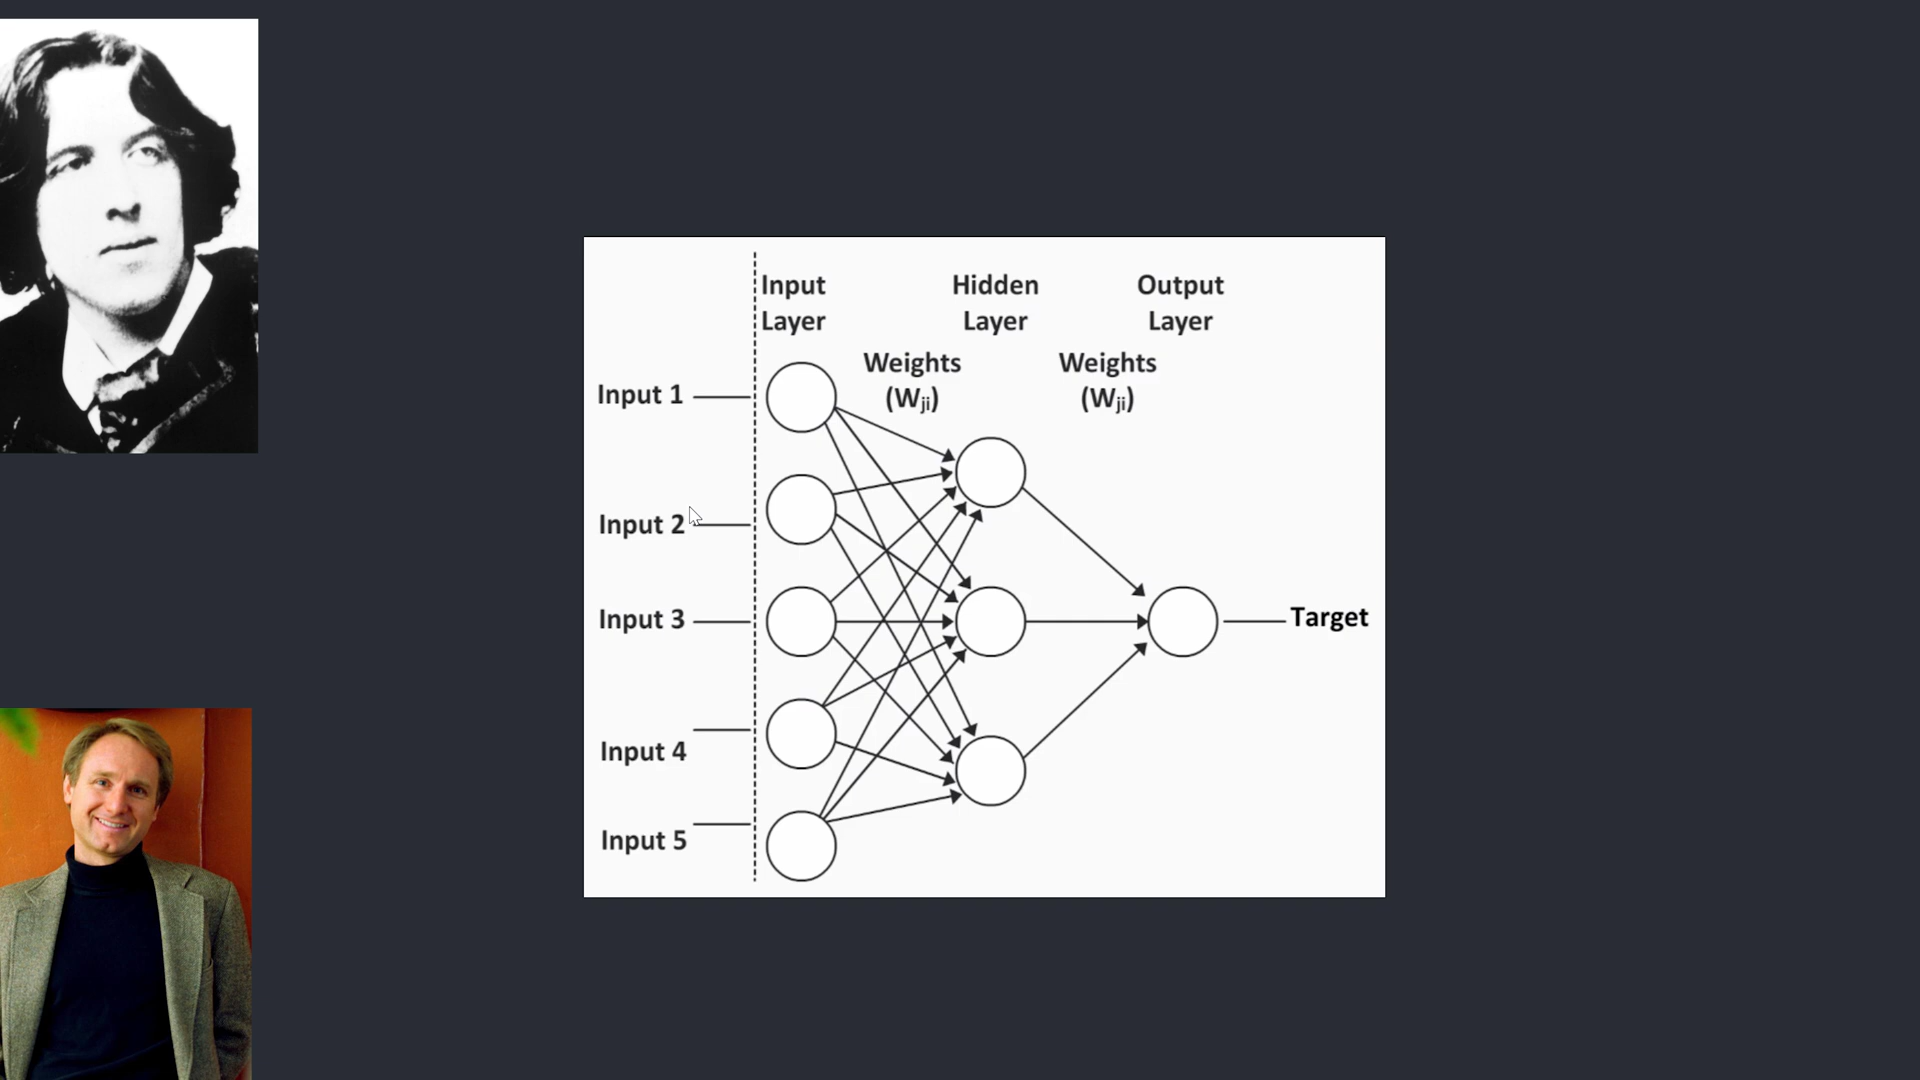 Input
Layer
Hidden
Layer
Output
Layer
Weights
(Wji)
Weights
(Wji)
Input 1
Input 2
Input 3
Input 4
Input 5
Target